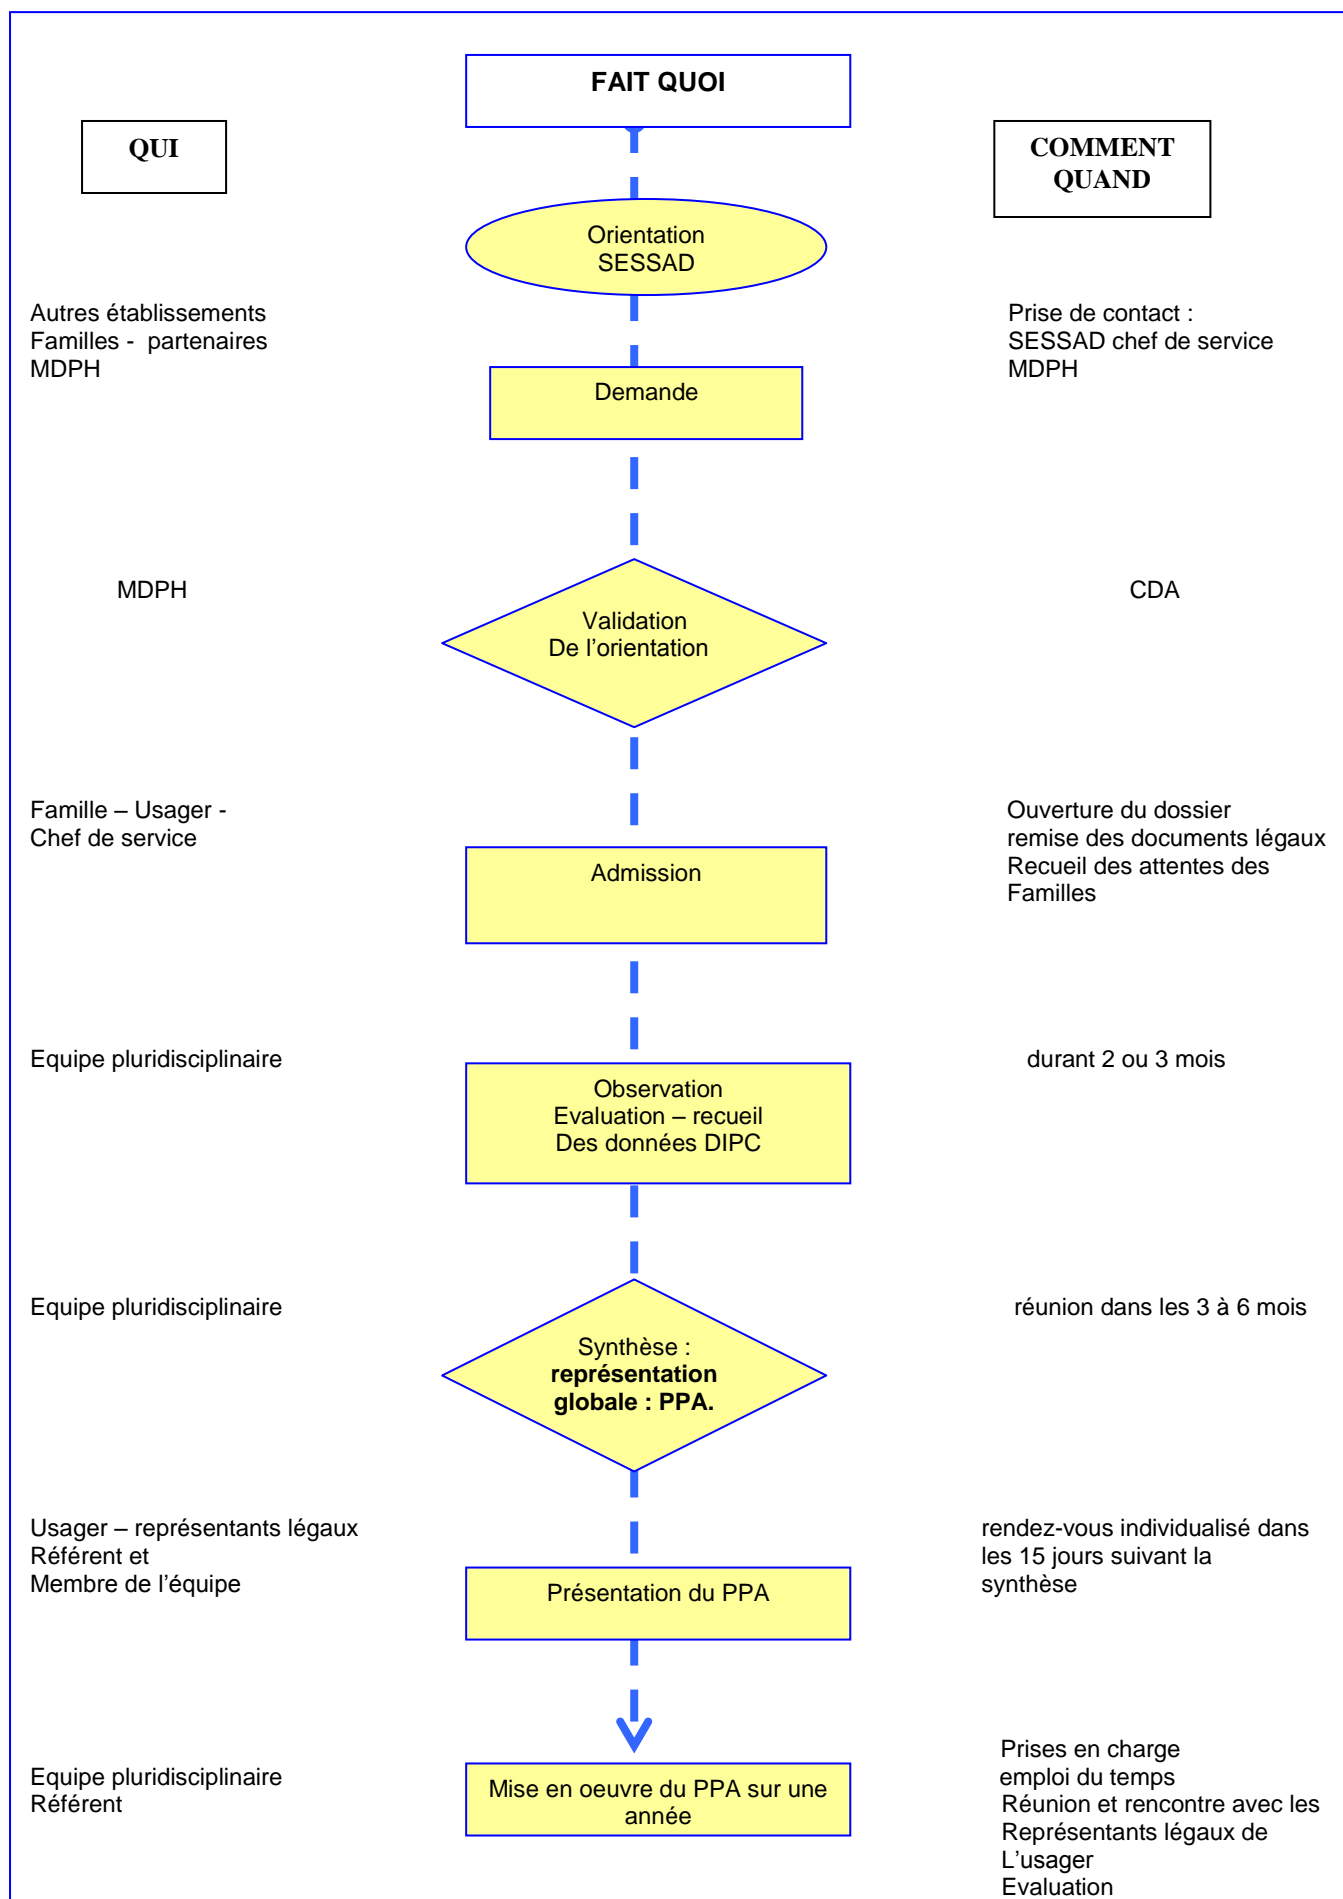 FAIT QUOI
QUI
COMMENT
QUAND
Orientation
SESSAD
Autres établissements
Familles -  partenaires
MDPH
Prise de contact :
SESSAD chef de service
MDPH
Demande
MDPH
Validation
De l’orientation
CDA
Famille – Usager -
Chef de service
Admission
Ouverture du dossier
remise des documents légaux
Recueil des attentes des
Familles
Equipe pluridisciplinaire
Observation
Evaluation – recueil
Des données DIPC
durant 2 ou 3 mois
Equipe pluridisciplinaire
Synthèse :
représentation
globale : PPA.
réunion dans les 3 à 6 mois
Usager – représentants légaux
Référent et
Membre de l’équipe
Présentation du PPA
rendez-vous individualisé dans
les 15 jours suivant la
synthèse
Equipe pluridisciplinaire
Référent
Mise en oeuvre du PPA sur une
année
Prises en charge
emploi du temps
Réunion et rencontre avec les
Représentants légaux de
L’usager
Evaluation